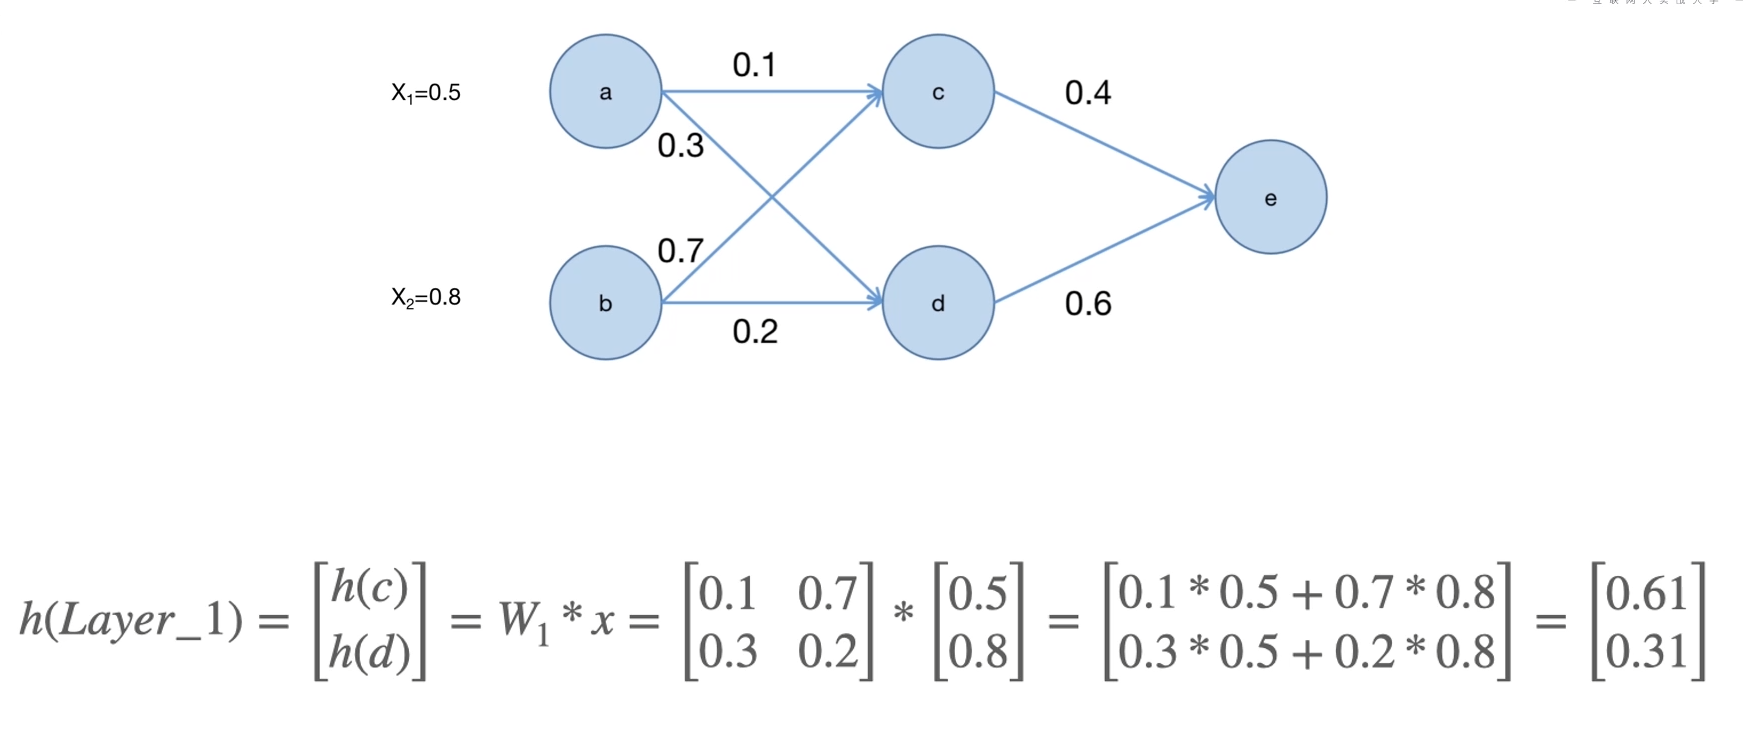 X₁=0.5
a
0.1
c
0.4
0.3
e
0.7
X₂=0.8
b
0.2
d
0.6
h(Layer_1) = [h(c) h(d)] = W₁ * x = [0.1 0.7 0.3 0.2] * [0.5 0.8] = [0.1 * 0.5 + 0.7 * 0.8 0.3 * 0.5 + 0.2 * 0.8] = [0.61 0.31]